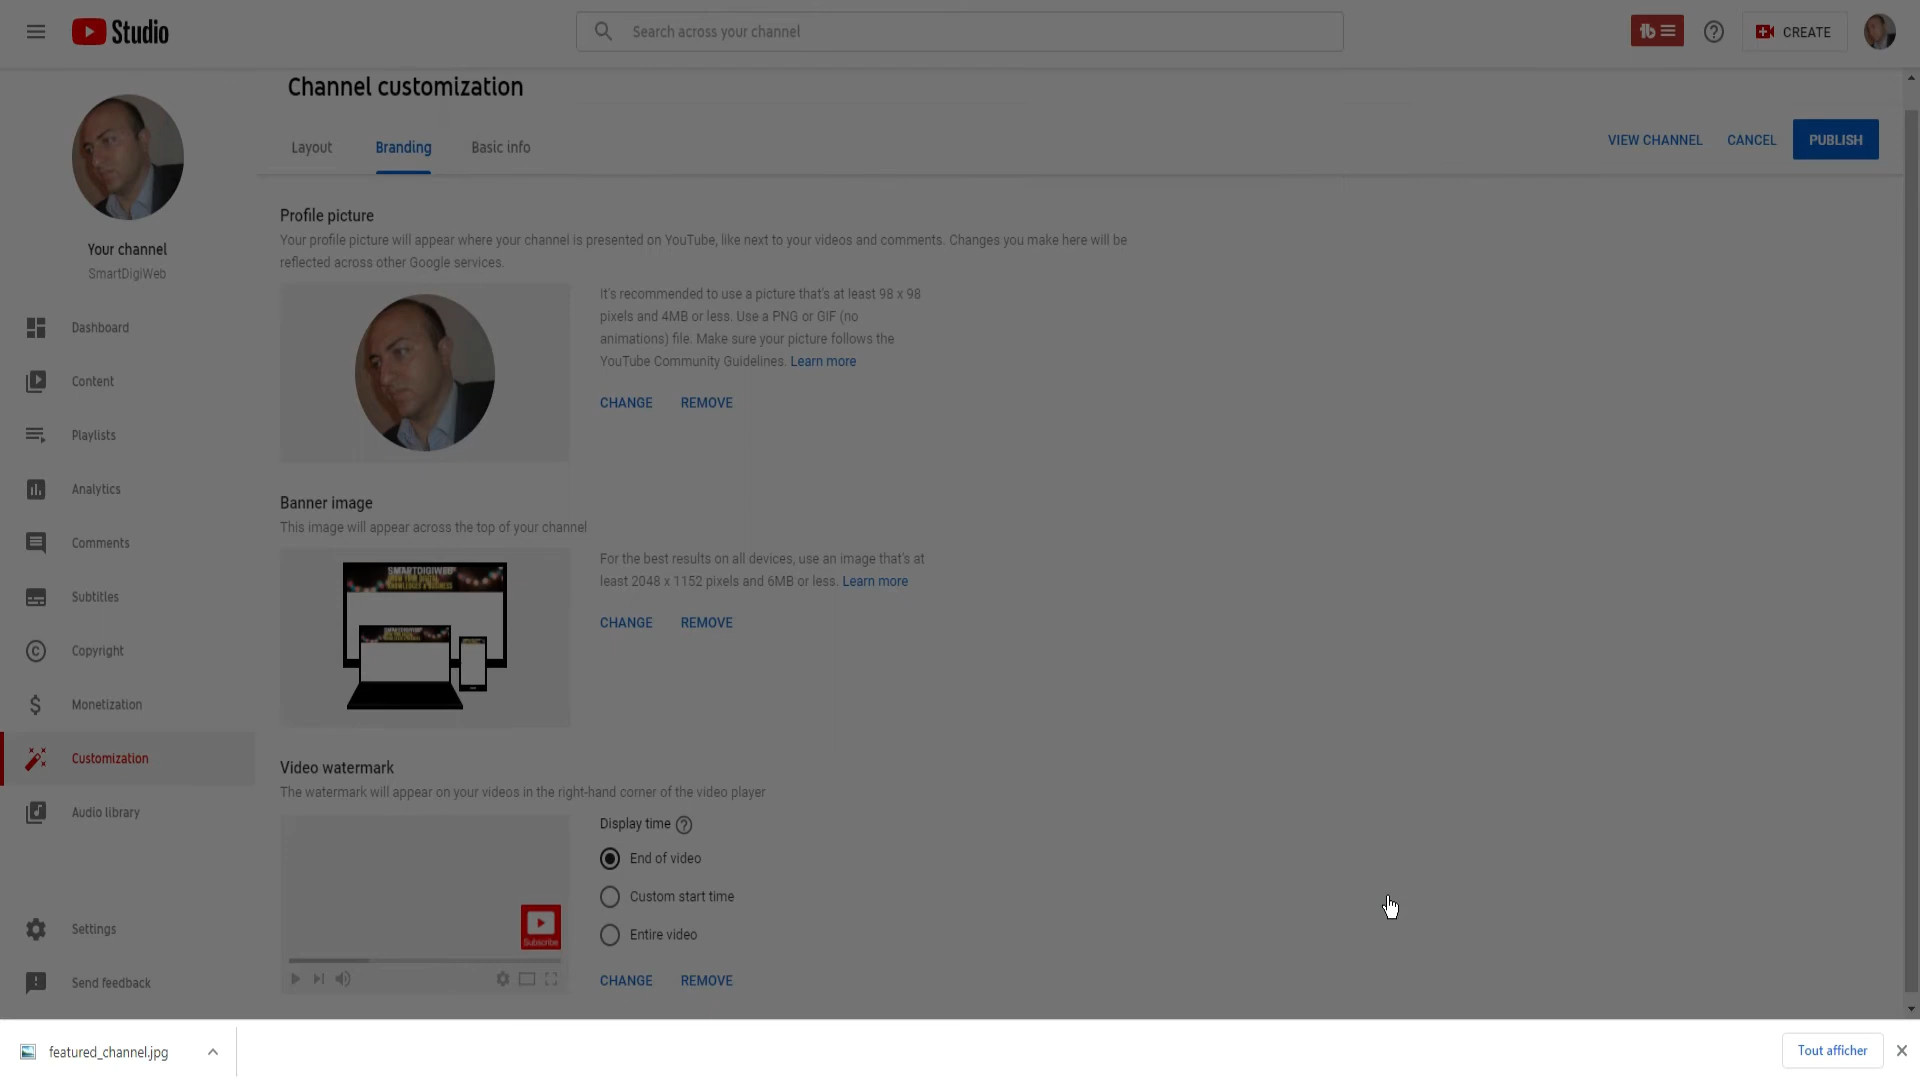 Studio
Search across your channel
CREATE
Channel customization
Layout
Branding
Basic info
VIEW CHANNEL
CANCEL
PUBLISH
Your channel
SmartDigiWeb
Dashboard
Content
Playlists
Analytics
Comments
Subtitles
Copyright
Monetization
Customization
Audio library
Settings
Send feedback
Profile picture
Your profile picture will appear where your channel is presented on YouTube, like next to your videos and comments. Changes you make here will be
reflected across other Google services.
It's recommended to use a picture that's at least 98 x 98
pixels and 4MB or less. Use a PNG or GIF (no
animations) file. Make sure your picture follows the
YouTube Community Guidelines. Learn more
CHANGE REMOVE
Banner image
This image will appear across the top of your channel
SMARTDIGIWEB
GROW YOUR DIGITAL
KNOWLEDGE & BUSINESS
For the best results on all devices, use an image that's at
least 2048 x 1152 pixels and 6MB or less. Learn more
CHANGE REMOVE
Video watermark
The watermark will appear on your videos in the right-hand corner of the video player
Subscribe
Display time
End of video
Custom start time
Entire video
CHANGE REMOVE
featured_channel.jpg
Tout afficher